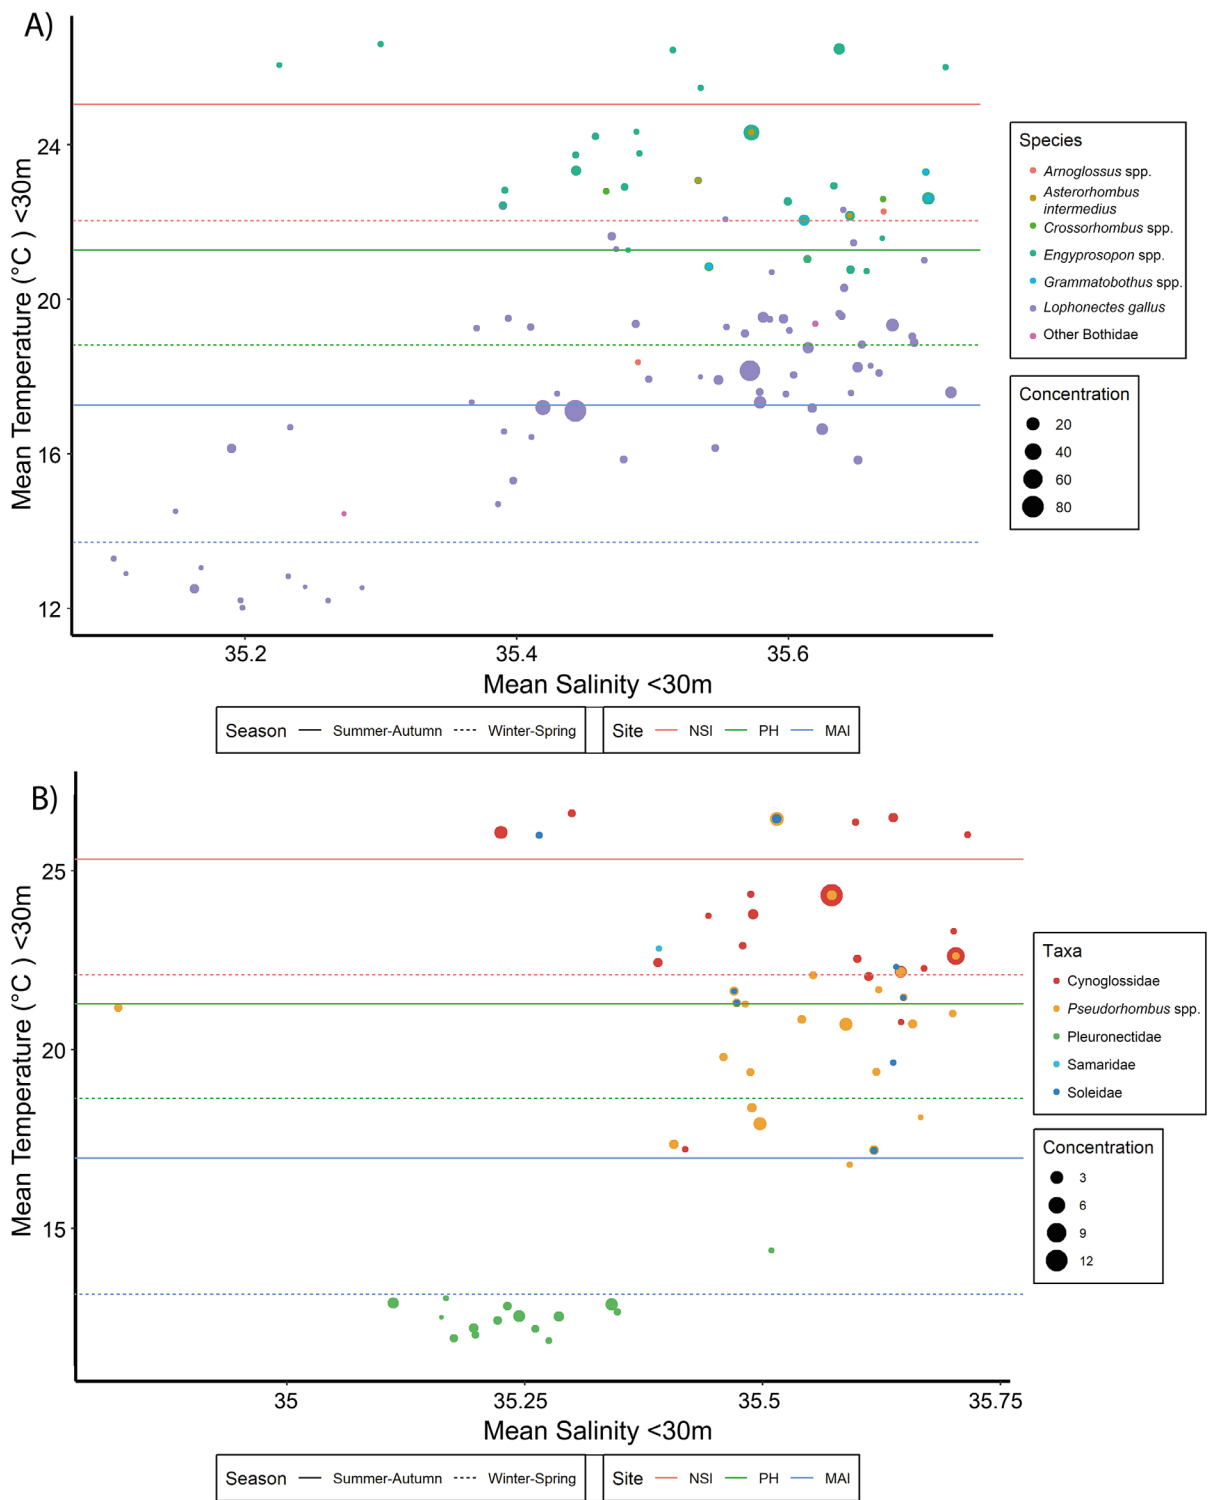 A)
Mean Temperature (°C ) <30m
24
20
16
12
35.2
35.4
35.6
Mean Salinity <30m
Species
Arnoglossus spp.
Asterorhombus
intermedius
Crossorhombus spp.
Engyprosopon spp.
Grammatobothus spp.
Lophonectes gallus
Other Bothidae
Concentration
20
40
60
80
Season
Summer-Autumn
Winter-Spring
Site
NSI
PH
MAI
B)
Mean Temperature (°C ) <30m
25
20
15
35
35.25
35.5
35.75
Mean Salinity <30m
Taxa
Cynoglossidae
Pseudorhombus spp.
Pleuronectidae
Samaridae
Soleidae
Concentration
3
6
9
12
Season
Summer-Autumn
Winter-Spring
Site
NSI
PH
MAI